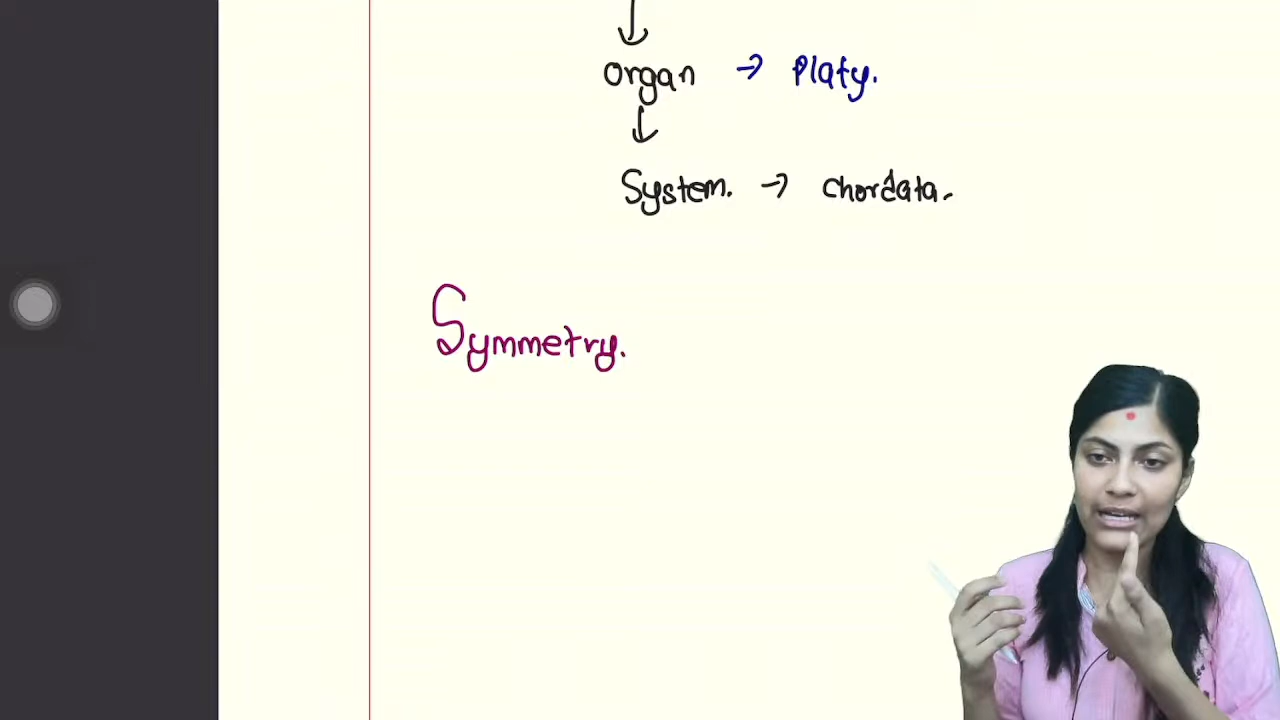 Organ → Platy.
System. → Chordata.
Symmetry.